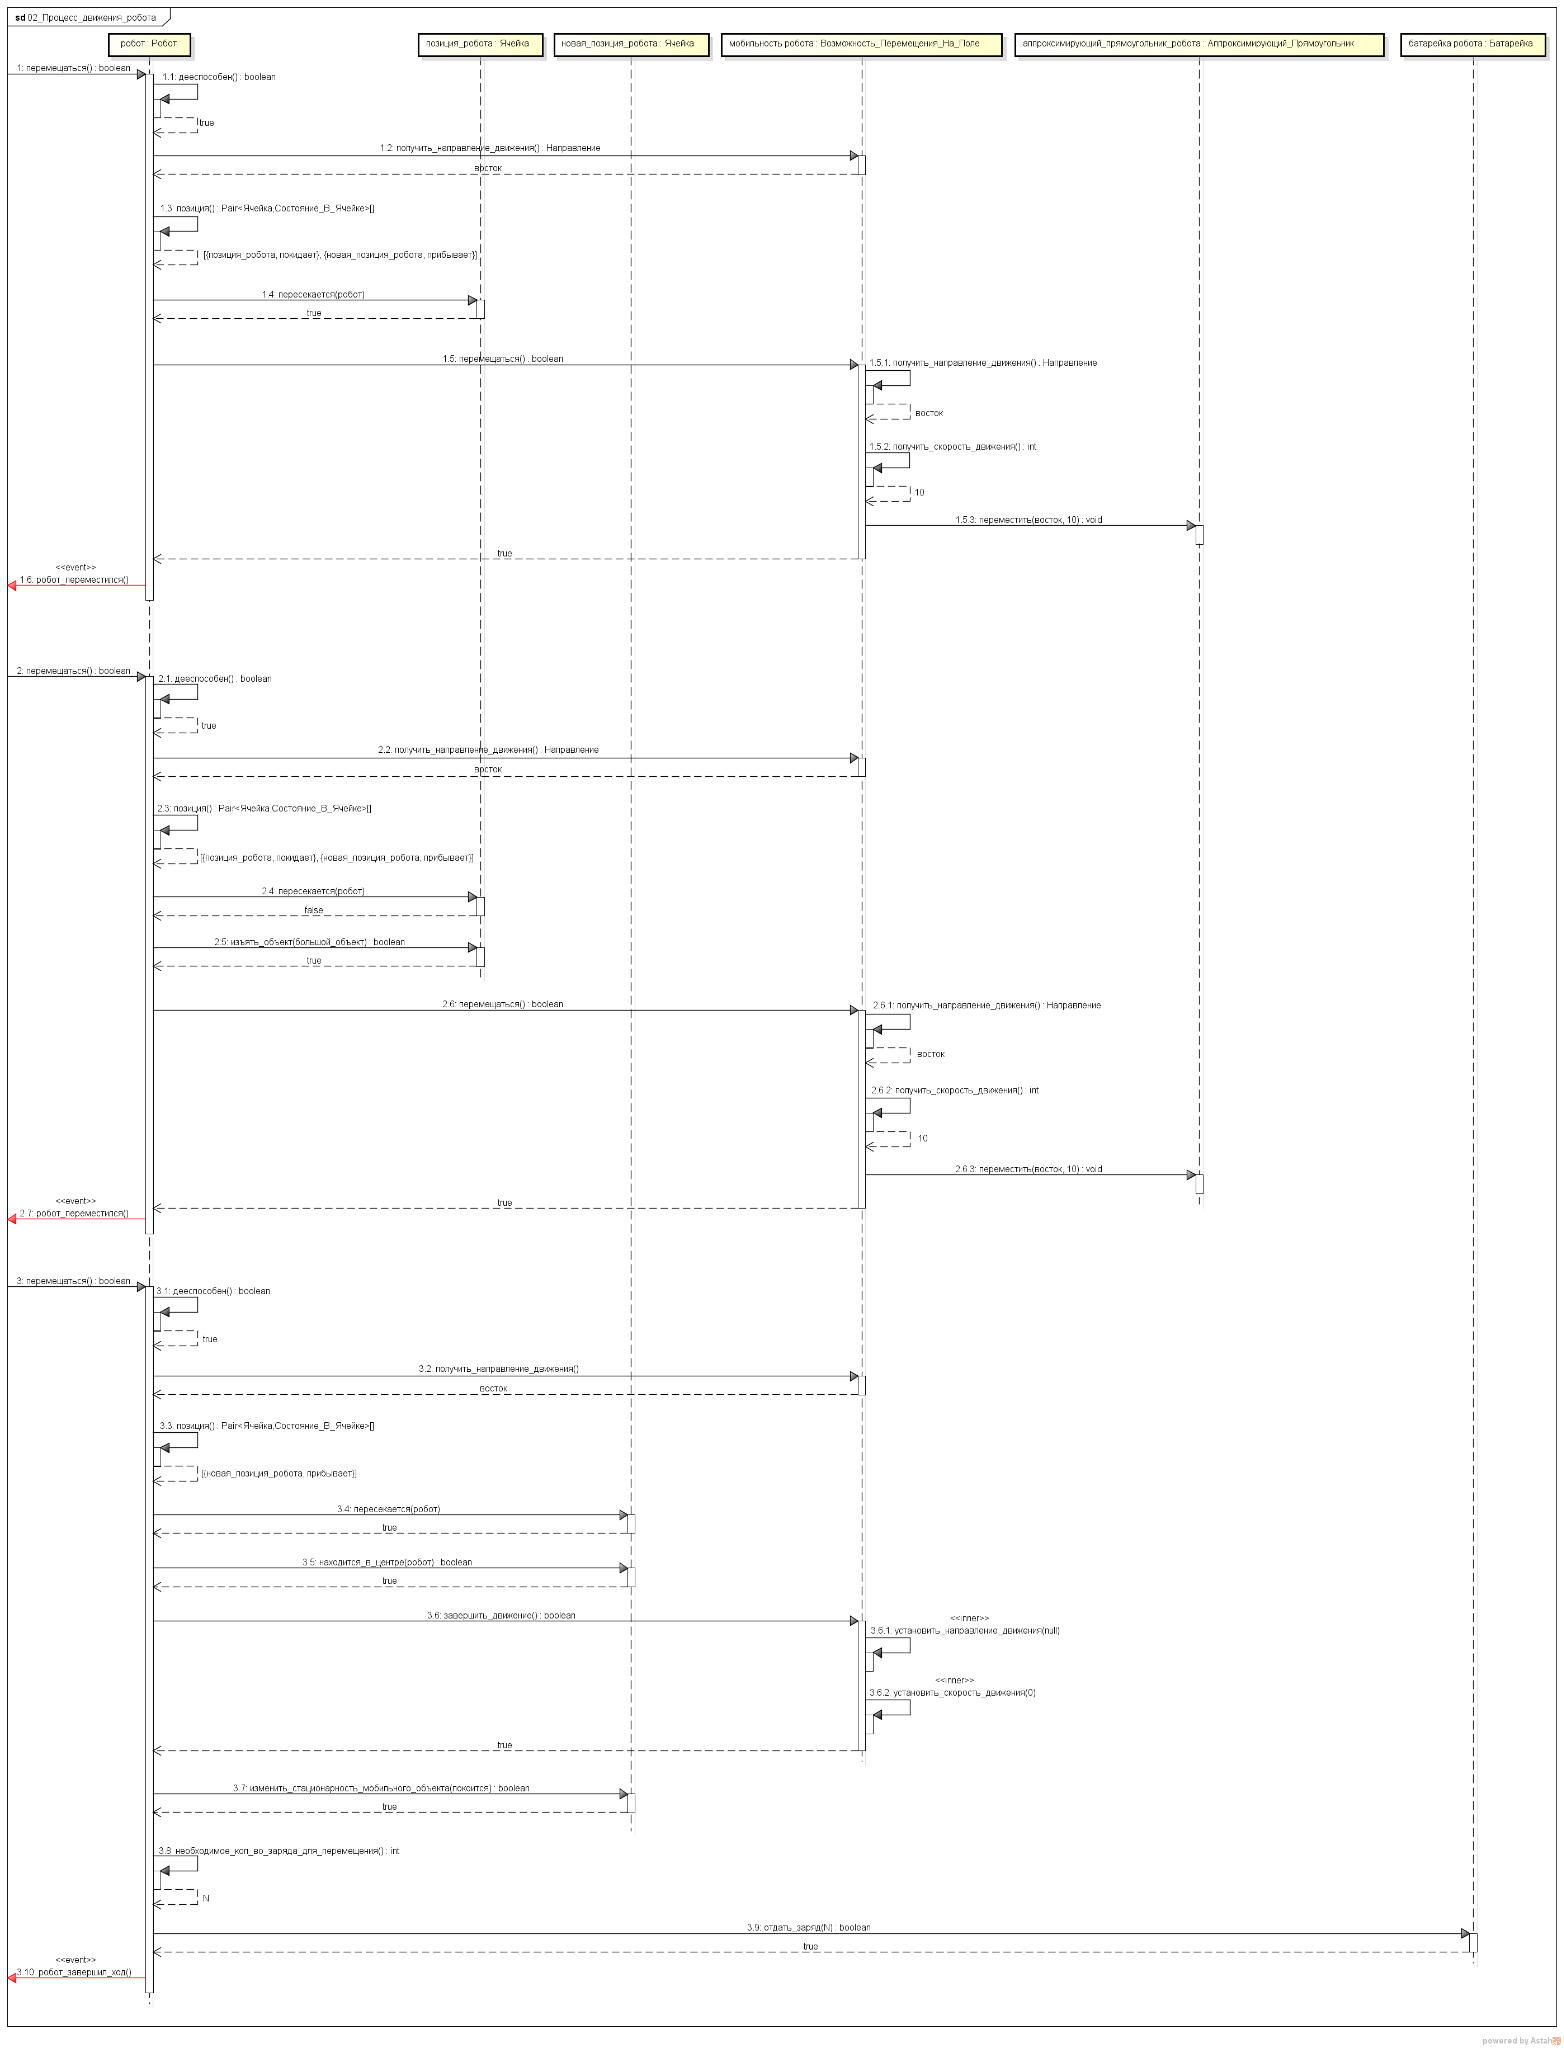 sd 02_Процесс_движения_робота
робот : Робот
позиция_робота : Ячейка
новая_позиция_робота : Ячейка
мобильность робота : Возможность_Перемещения_На_Поле
аппроксимирующий_прямоугольник_робота : Аппроксимирующий_Прямоугольник
батарейка робота : Батарейка
1: перемещаться() : boolean
1.1: дееспособен() : boolean
true
1.2: получить_направление_движения() : Направление
восток
1.3: позиция() : Pair<Ячейка,Состояние_В_Ячейке>[]
[{позиция_робота, покидает}, {новая_позиция_робота, прибывает}]
1.4: пересекается(робот)
true
1.5: перемещаться() : boolean
1.5.1: получить_направление_движения() : Направление
восток
1.5.2: получить_скорость_движения() : int
10
1.5.3: переместить(восток, 10) : void
true
<<event>>
1.6: робот_переместился()
2: перемещаться() : boolean
2.1: дееспособен() : boolean
true
2.2: получить_направление_движения() : Направление
восток
2.3: позиция() : Pair<Ячейка,Состояние_В_Ячейке>[]
[{позиция_робота, покидает}, {новая_позиция_робота, прибывает}]
2.4: пересекается(робот)
false
2.5: изъять_объект(большой_объект) : boolean
true
2.6: перемещаться() : boolean
2.6.1: получить_направление_движения() : Направление
восток
2.6.2: получить_скорость_движения() : int
10
2.6.3: переместить(восток, 10) : void
true
<<event>>
2.7: робот_переместился()
3: перемещаться() : boolean
3.1: дееспособен() : boolean
true
3.2: получить_направление_движения()
восток
3.3: позиция() : Pair<Ячейка,Состояние_В_Ячейке>[]
[{новая_позиция_робота, прибывает}]
3.4: пересекается(робот)
true
3.5: находится_в_центре(робот) : boolean
true
3.6: завершить_движение() : boolean
<<inner>>
3.6.1: установить_направление_движения(null)
<<inner>>
3.6.2: установить_скорость_движения(0)
true
3.7: изменить_стационарность_мобильного_объекта(покоится) : boolean
true
3.8: необходимое_кол_во_заряда_для_перемещения() : int
N
3.9: отдать_заряд(N) : boolean
true
<<event>>
3.10: робот_завершил_ход()
powered by Astah